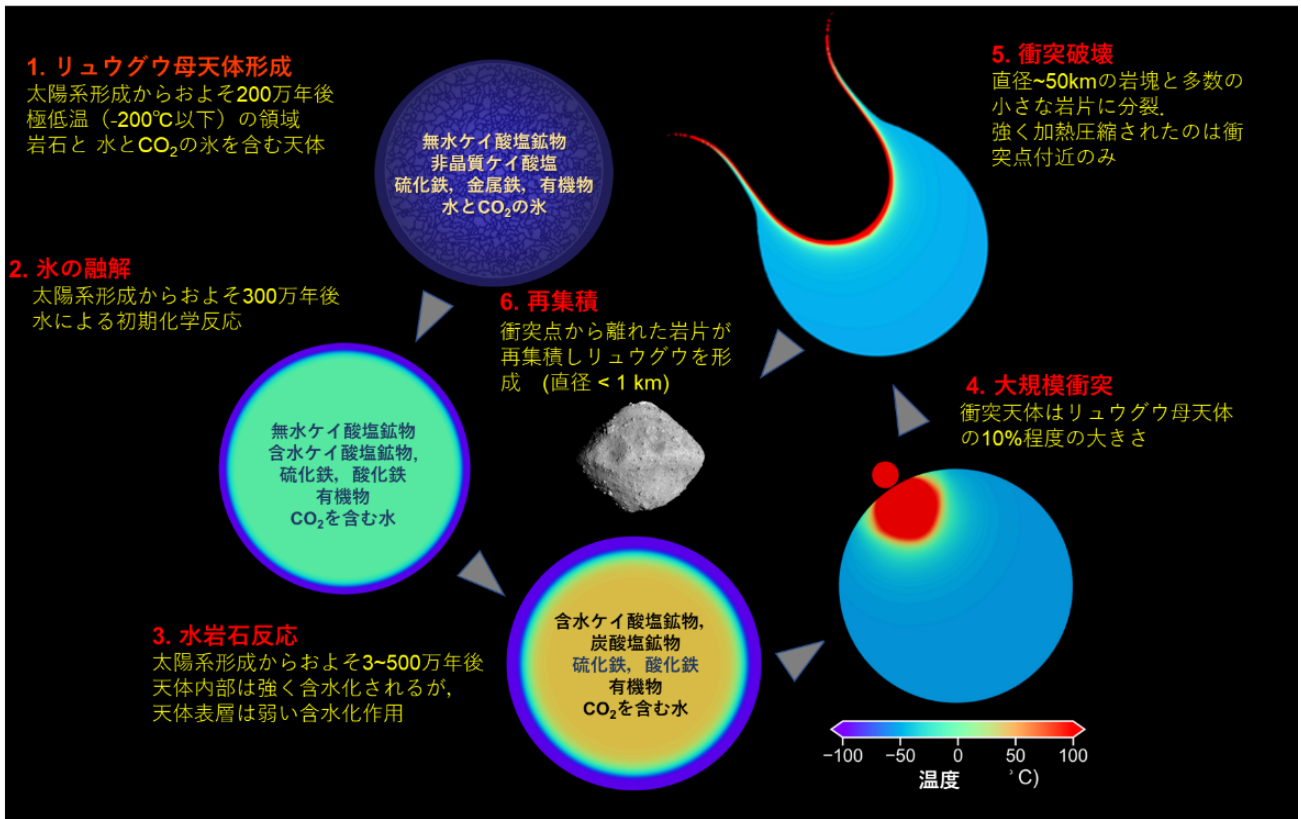 1. リュウグウ母天体形成
太陽系形成からおよそ200万年後
極低温（-200℃以下）の領域
岩石と 水とCO₂の氷を含む天体
無水ケイ酸塩鉱物
非晶質ケイ酸塩
硫化鉄，金属鉄，有機物
水とCO₂の氷
2. 氷の融解
太陽系形成からおよそ300万年後
水による初期化学反応
無水ケイ酸塩鉱物
含水ケイ酸塩鉱物，
硫化鉄，酸化鉄
有機物
CO₂を含む水
3. 水岩石反応
太陽系形成からおよそ3~500万年後
天体内部は強く含水化されるが，
天体表層は弱い含水化作用
含水ケイ酸塩鉱物，
炭酸塩鉱物
硫化鉄，酸化鉄
有機物
CO₂を含む水
4. 大規模衝突
衝突天体はリュウグウ母天体
の10%程度の大きさ
5. 衝突破壊
直径~50kmの岩塊と多数の
小さな岩片に分裂．
強く加熱圧縮されたのは衝
突点付近のみ
6. 再集積
衝突点から離れた岩片が
再集積しリュウグウを形
成　(直径 < 1 km)
−100 −50 0 50 100
温度 C)